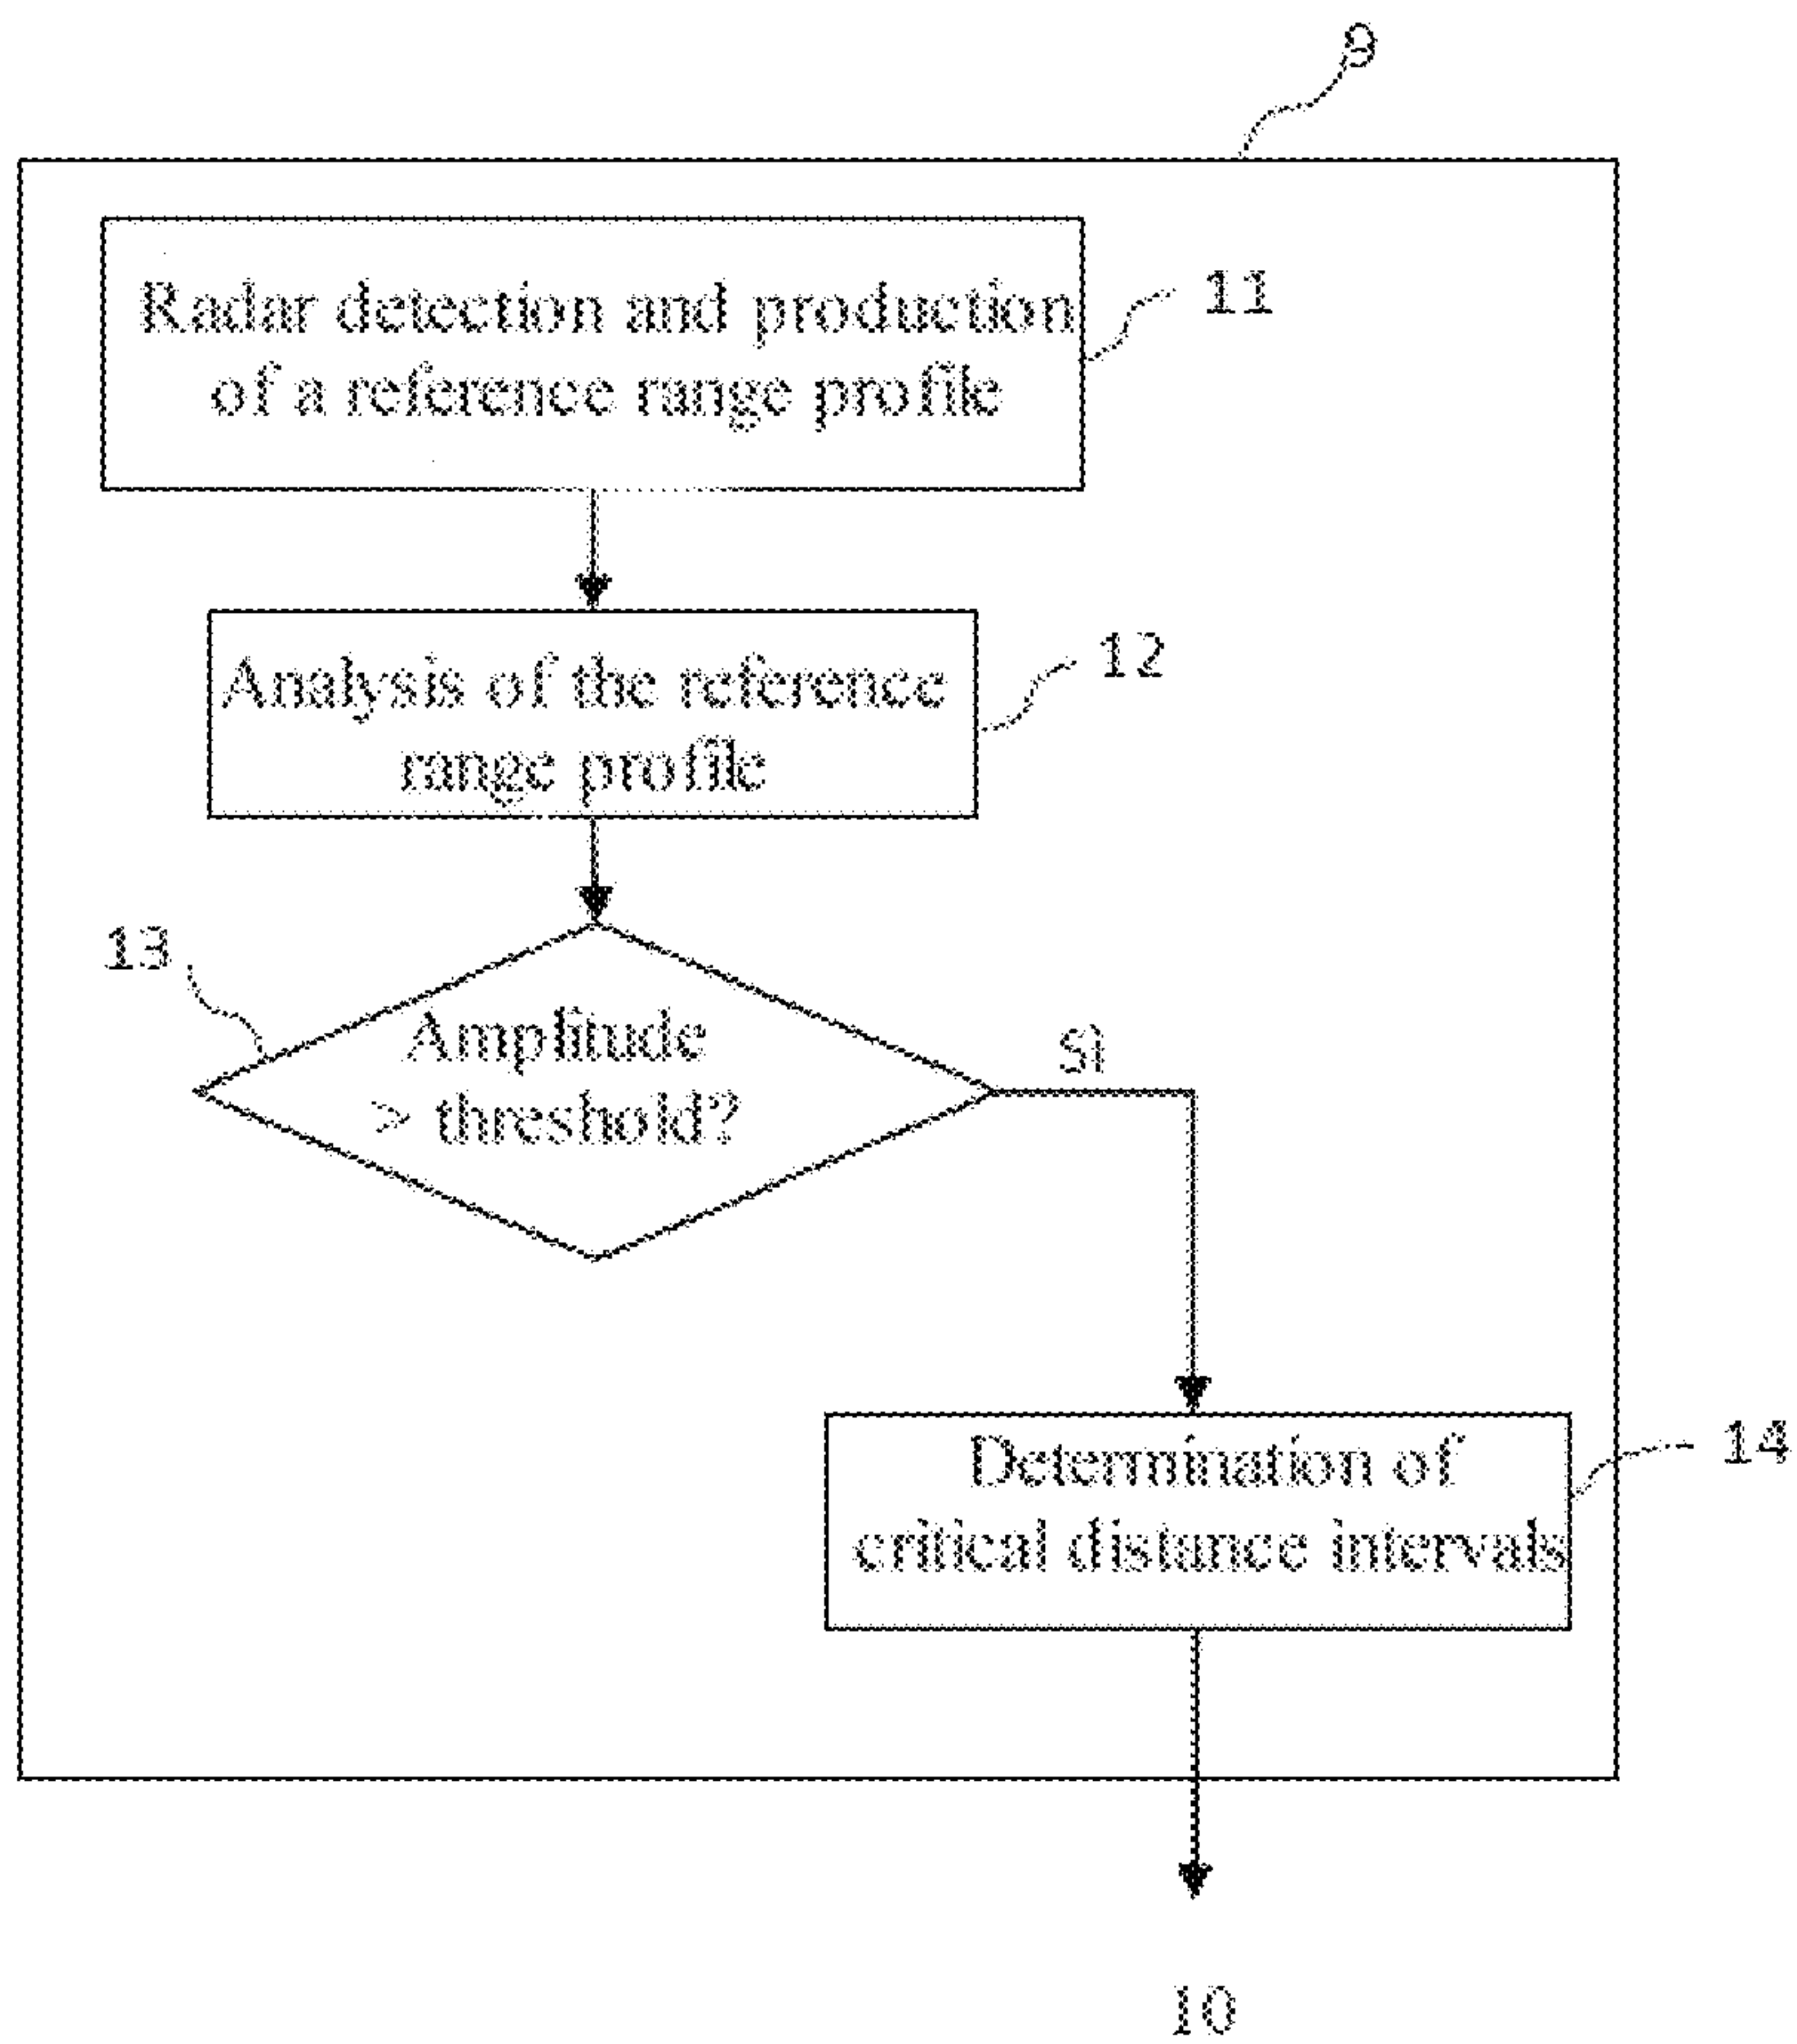 9
Radar detection and production
of a reference range profile
11
Analysis of the reference
range profile
12
13
Amplitude
> threshold?
SÌ
Determination of
critical distance intervals
14
10